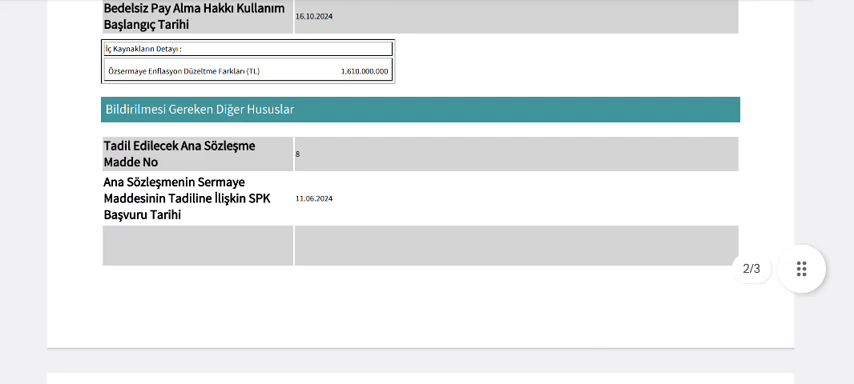 Bedelsiz Pay Alma Hakkı Kullanım
Başlangıç Tarihi
16.10.2024
İç Kaynakların Detayı :
Özsermaye Enflasyon Düzeltme Farkları (TL) 1.610.000.000
Bildirilmesi Gereken Diğer Hususlar
Tadil Edilecek Ana Sözleşme
Madde No
8
Ana Sözleşmenin Sermaye
Maddesinin Tadiline İlişkin SPK
Başvuru Tarihi
11.06.2024
2/3